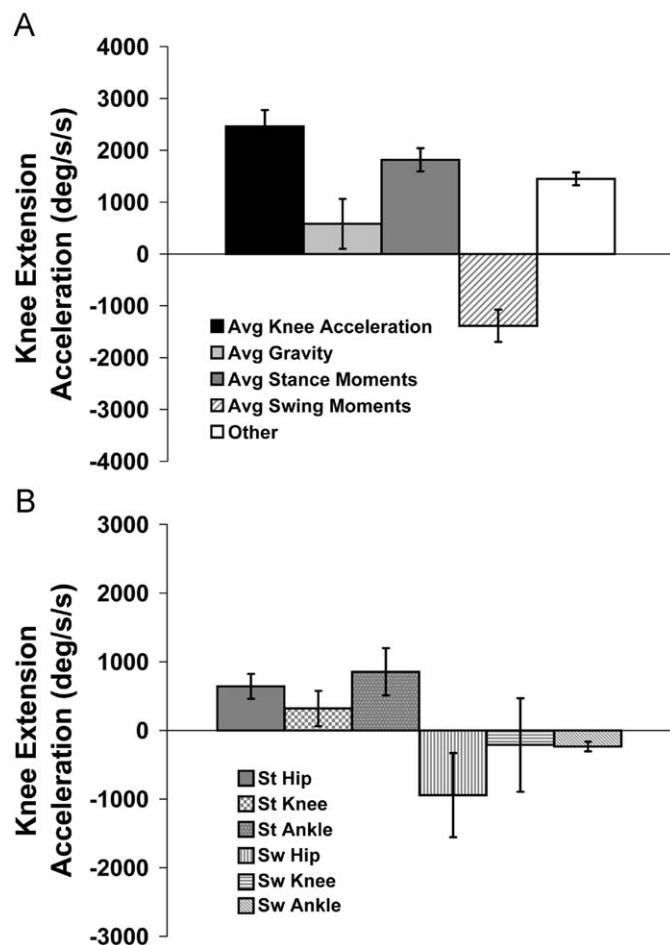 A
Knee Extension
Acceleration (deg/s/s)
4000
3000
2000
1000
0
-1000
-2000
-3000
-4000
Avg Knee Acceleration
Avg Gravity
Avg Stance Moments
Avg Swing Moments
Other
B
Knee Extension
Acceleration (deg/s/s)
3000
2000
1000
0
-1000
-2000
-3000
St Hip
St Knee
St Ankle
Sw Hip
Sw Knee
Sw Ankle